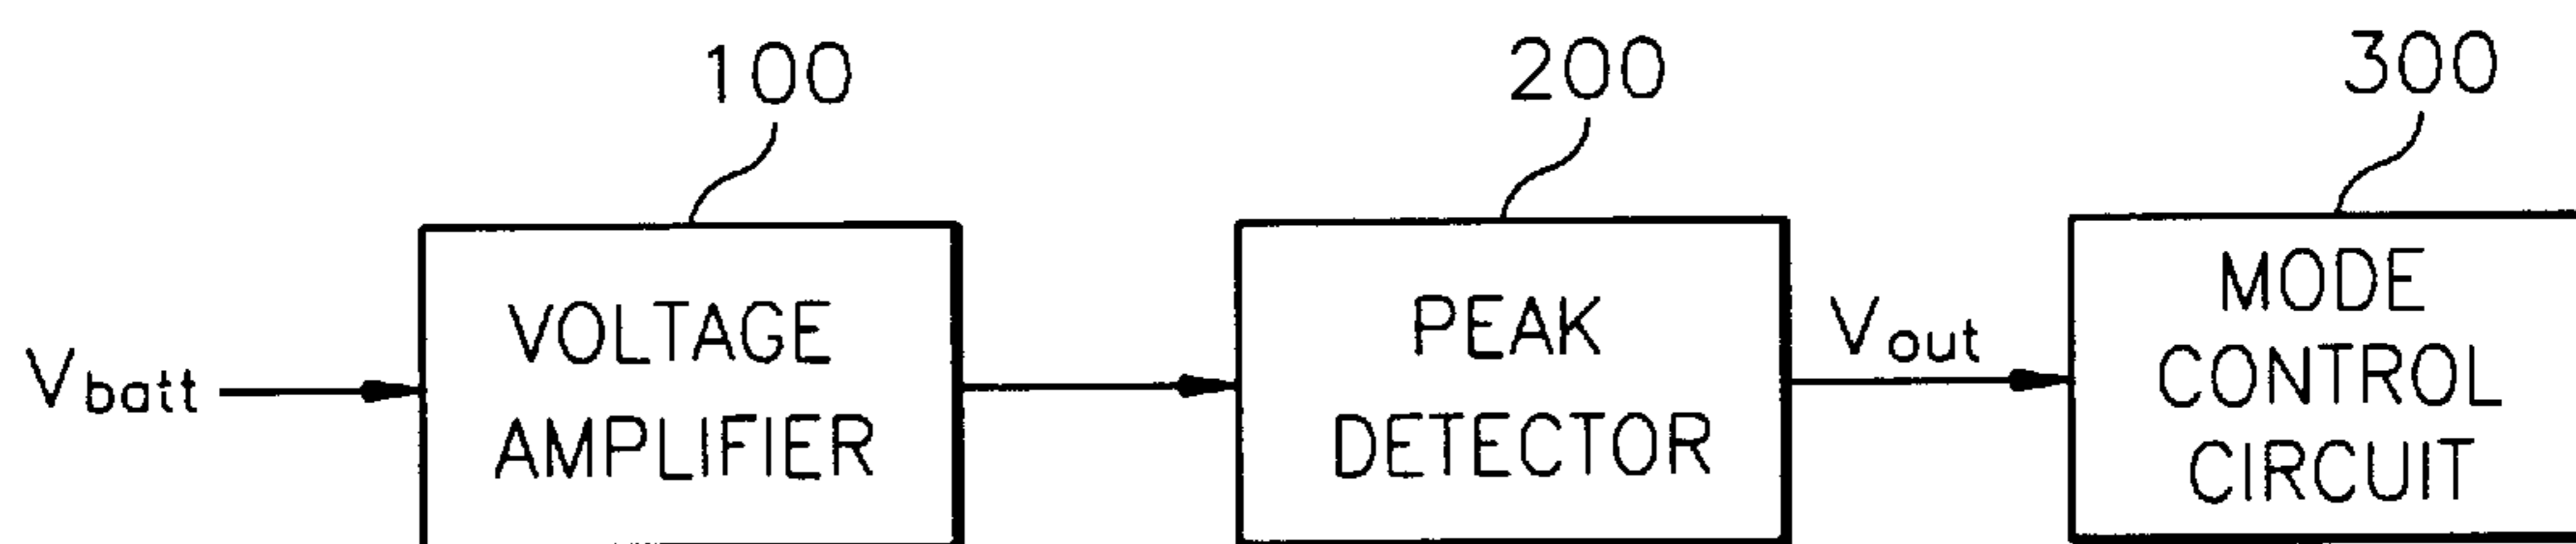 100
200
300
Vbatt
VOLTAGE
AMPLIFIER
PEAK
DETECTOR
Vout
MODE
CONTROL
CIRCUIT